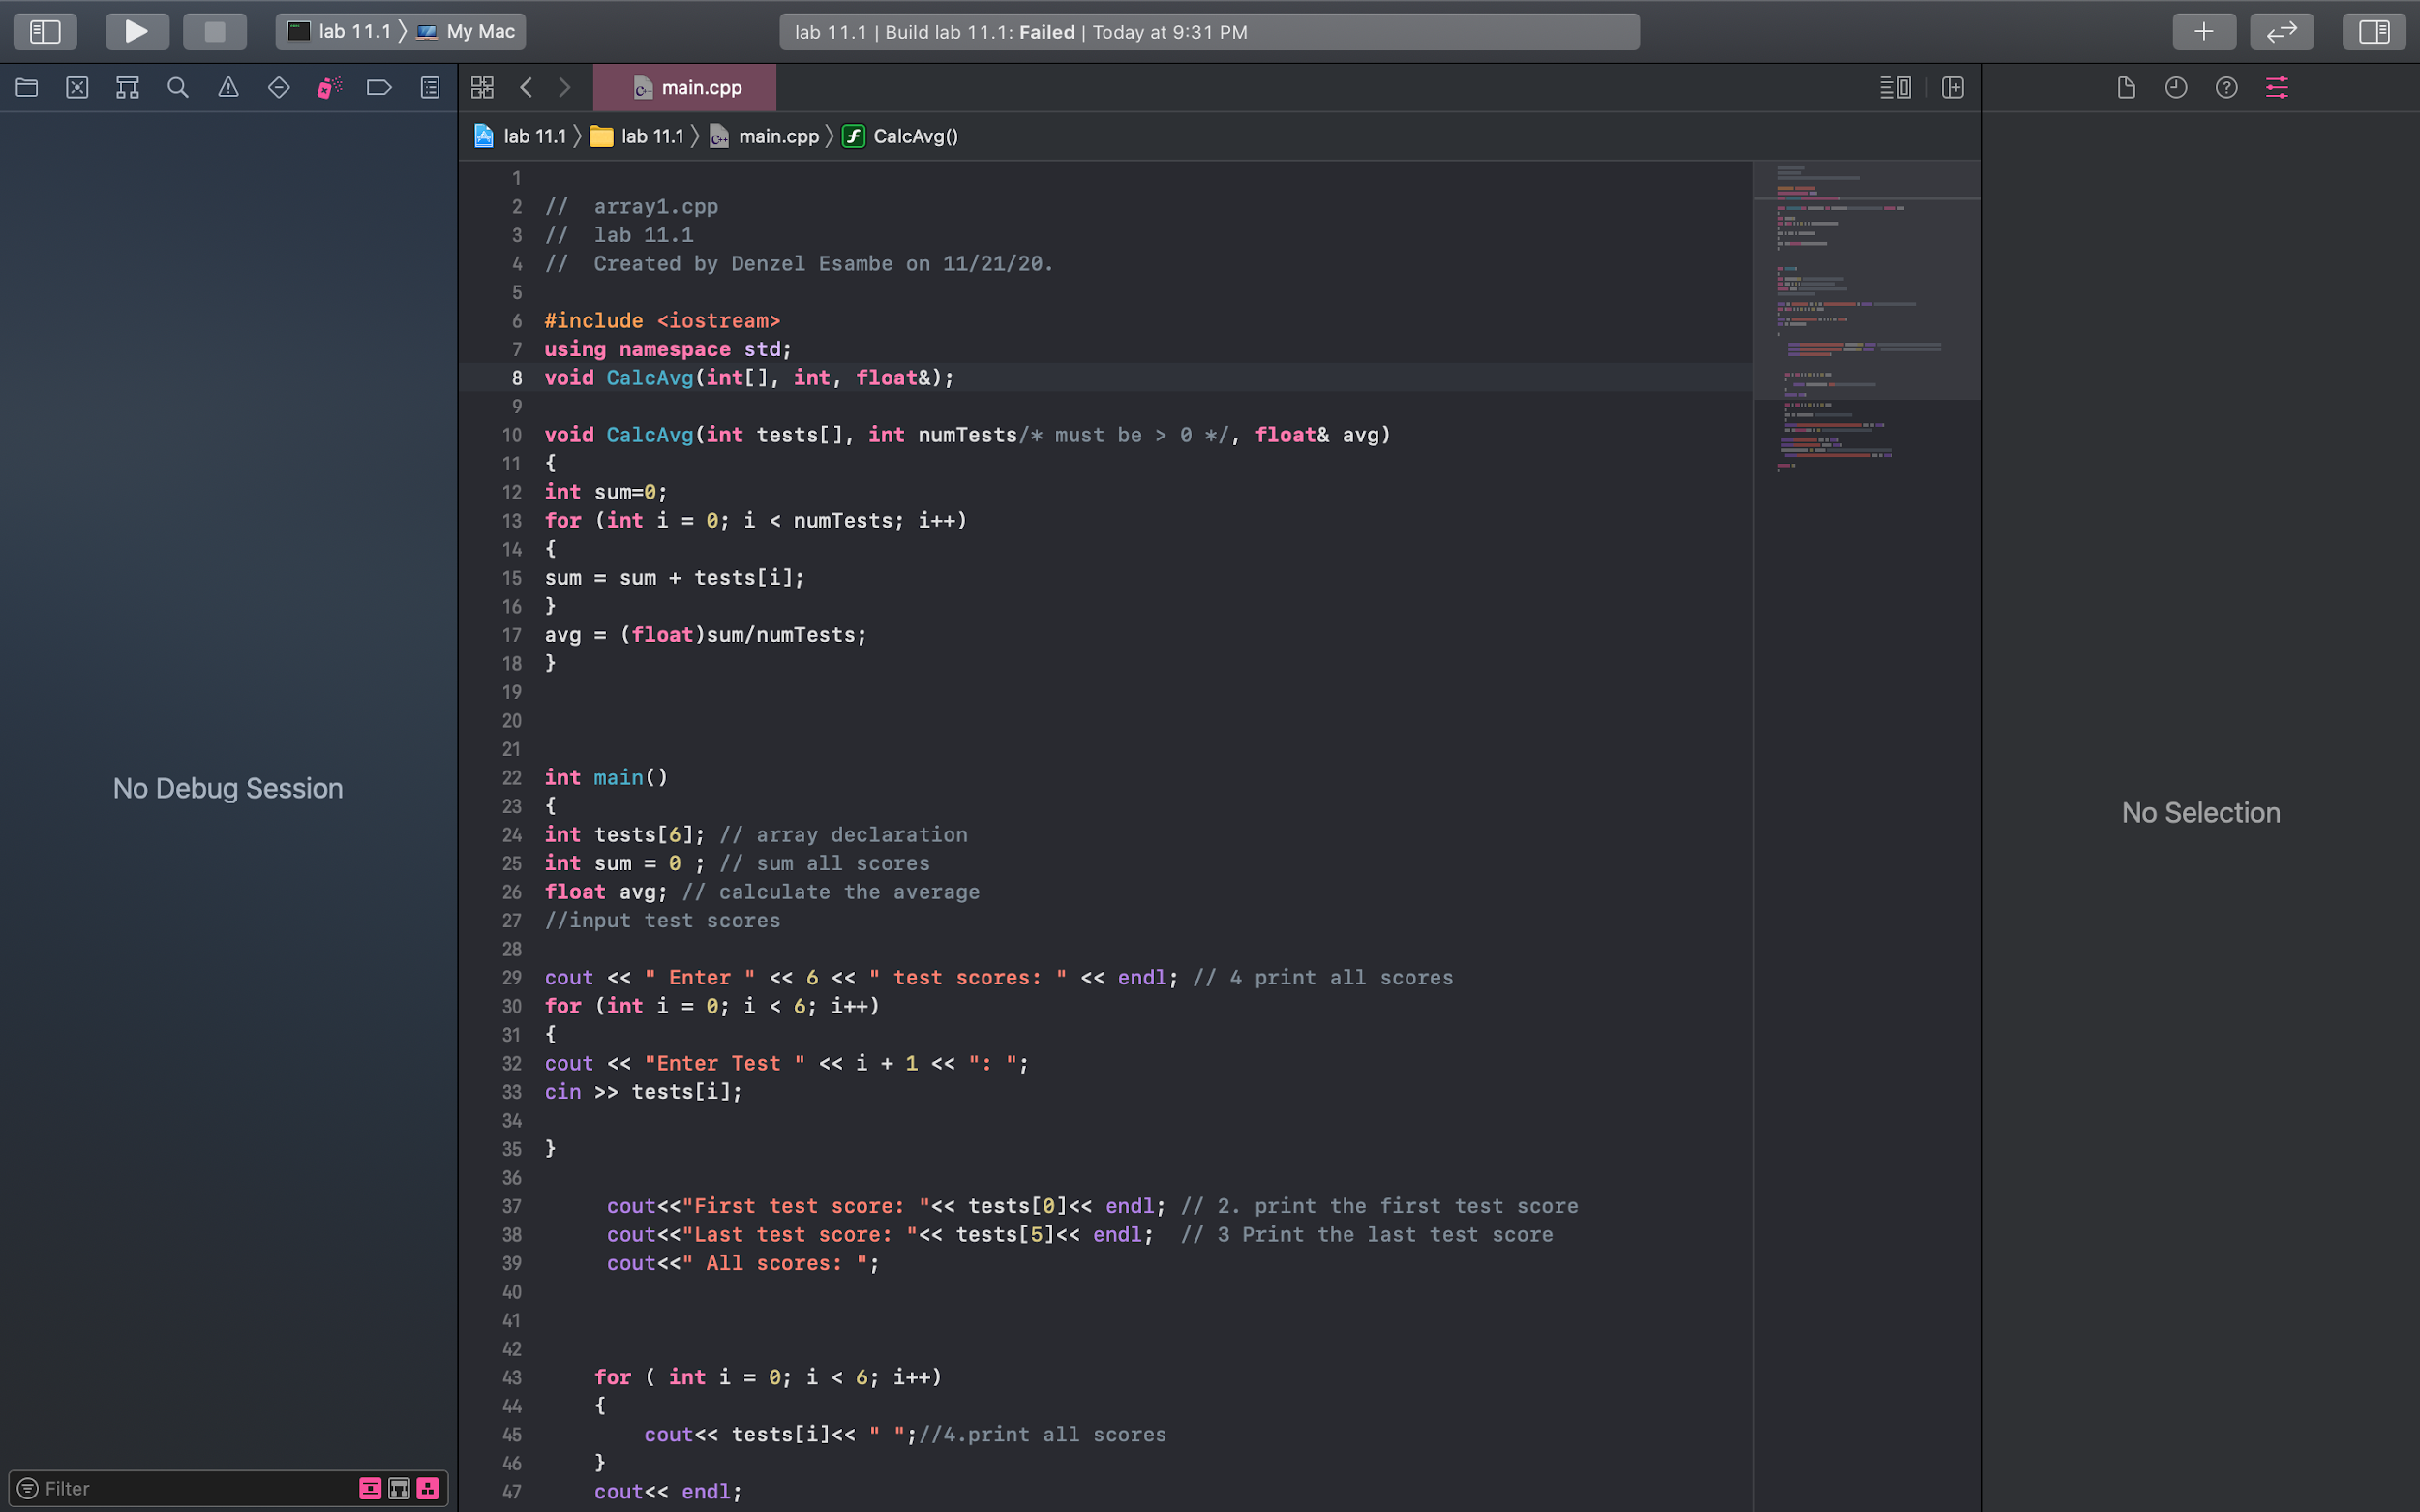 lab 11.1 〉 My Mac
lab 11.1 | Build lab 11.1: Failed | Today at 9:31 PM
main.cpp
lab 11.1 〉 lab 11.1 〉 main.cpp 〉 CalcAvg()
No Debug Session
1
2 //  array1.cpp
3 //  lab 11.1
4 //  Created by Denzel Esambe on 11/21/20.
5
6 #include <iostream>
7 using namespace std;
8 void CalcAvg(int[], int, float&);
9
10 void CalcAvg(int tests[], int numTests/* must be > 0 */, float& avg)
11 {
12 int sum=0;
13 for (int i = 0; i < numTests; i++)
14 {
15 sum = sum + tests[i];
16 }
17 avg = (float)sum/numTests;
18 }
19
20
21
22 int main()
23 {
24 int tests[6]; // array declaration
25 int sum = 0 ; // sum all scores
26 float avg; // calculate the average
27 //input test scores
28
29 cout << " Enter " << 6 << " test scores: " << endl; // 4 print all scores
30 for (int i = 0; i < 6; i++)
31 {
32 cout << "Enter Test " << i + 1 << ": ";
33 cin >> tests[i];
34
35 }
36
37      cout<<"First test score: "<< tests[0]<< endl; // 2. print the first test score
38      cout<<"Last test score: "<< tests[5]<< endl;  // 3 Print the last test score
39      cout<<" All scores: ";
40
41
42
43     for ( int i = 0; i < 6; i++)
44     {
45         cout<< tests[i]<< " ";//4.print all scores
46     }
47     cout<< endl;
No Selection
Filter